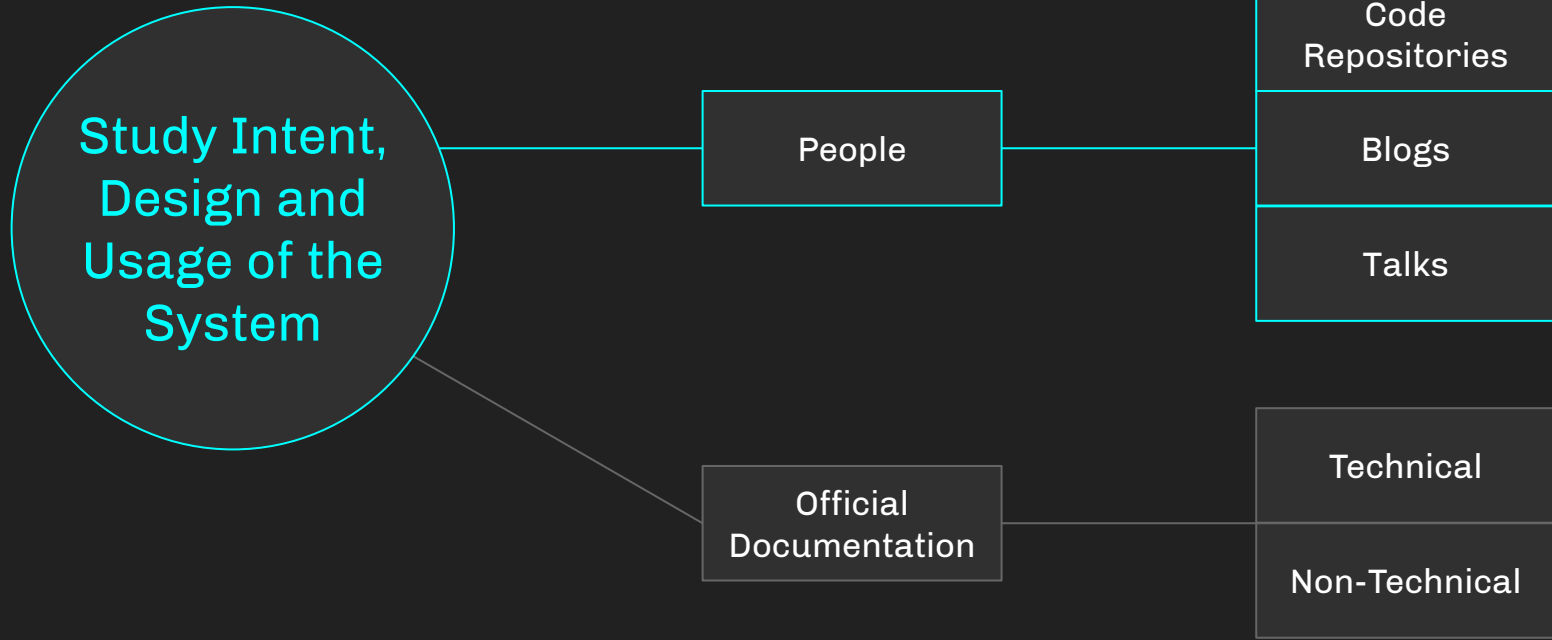 Study Intent,
Design and
Usage of the
System
People
Code
Repositories
Blogs
Talks
Official
Documentation
Technical
Non-Technical